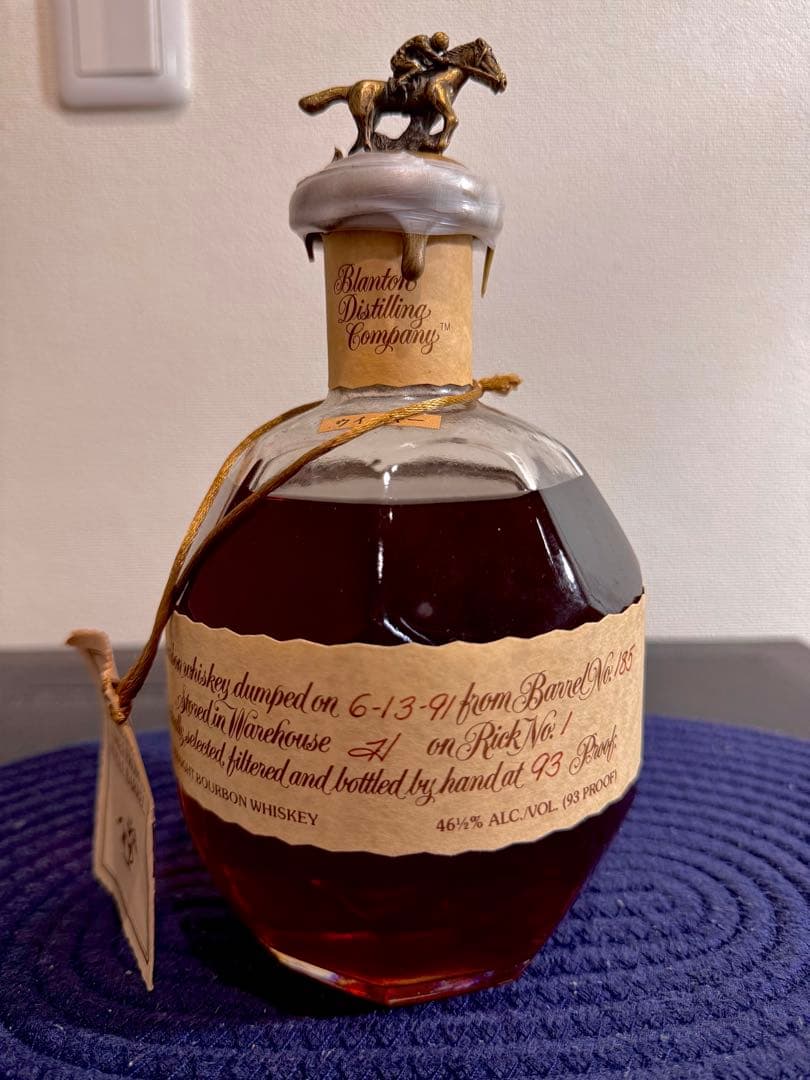 Blanton
Distilling
Company™
whiskey dumped on 6-13-91 from Barrel No. 185
Stored in Warehouse H on Rick No. 1
selected, filtered and bottled by hand at 93 Proof.
BOURBON WHISKEY
46½% ALC./VOL. (93 PROOF)